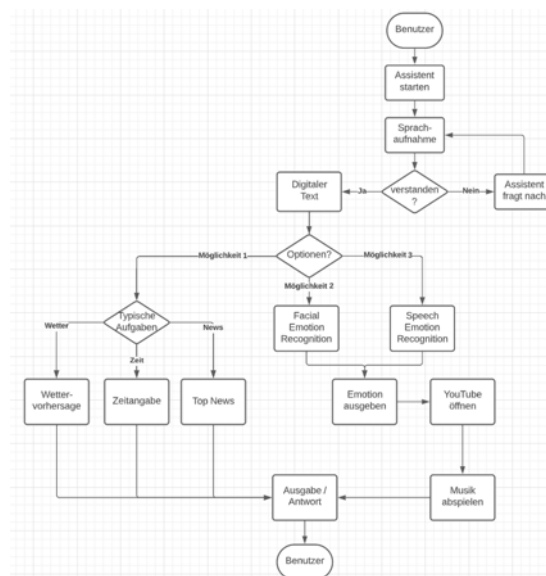 Benutzer
Assistent
starten
Sprach-
aufnahme
Digitaler
Text
Ja
verstanden
?
Nein
Assistent
fragt nach
Optionen?
Möglichkeit 1
Möglichkeit 2
Möglichkeit 3
Typische
Aufgaben
Wetter
Zeit
News
Facial
Emotion
Recognition
Speech
Emotion
Recognition
Wetter-
vorhersage
Zeitangabe
Top News
Emotion
ausgeben
YouTube
öffnen
Ausgabe /
Antwort
Musik
abspielen
Benutzer